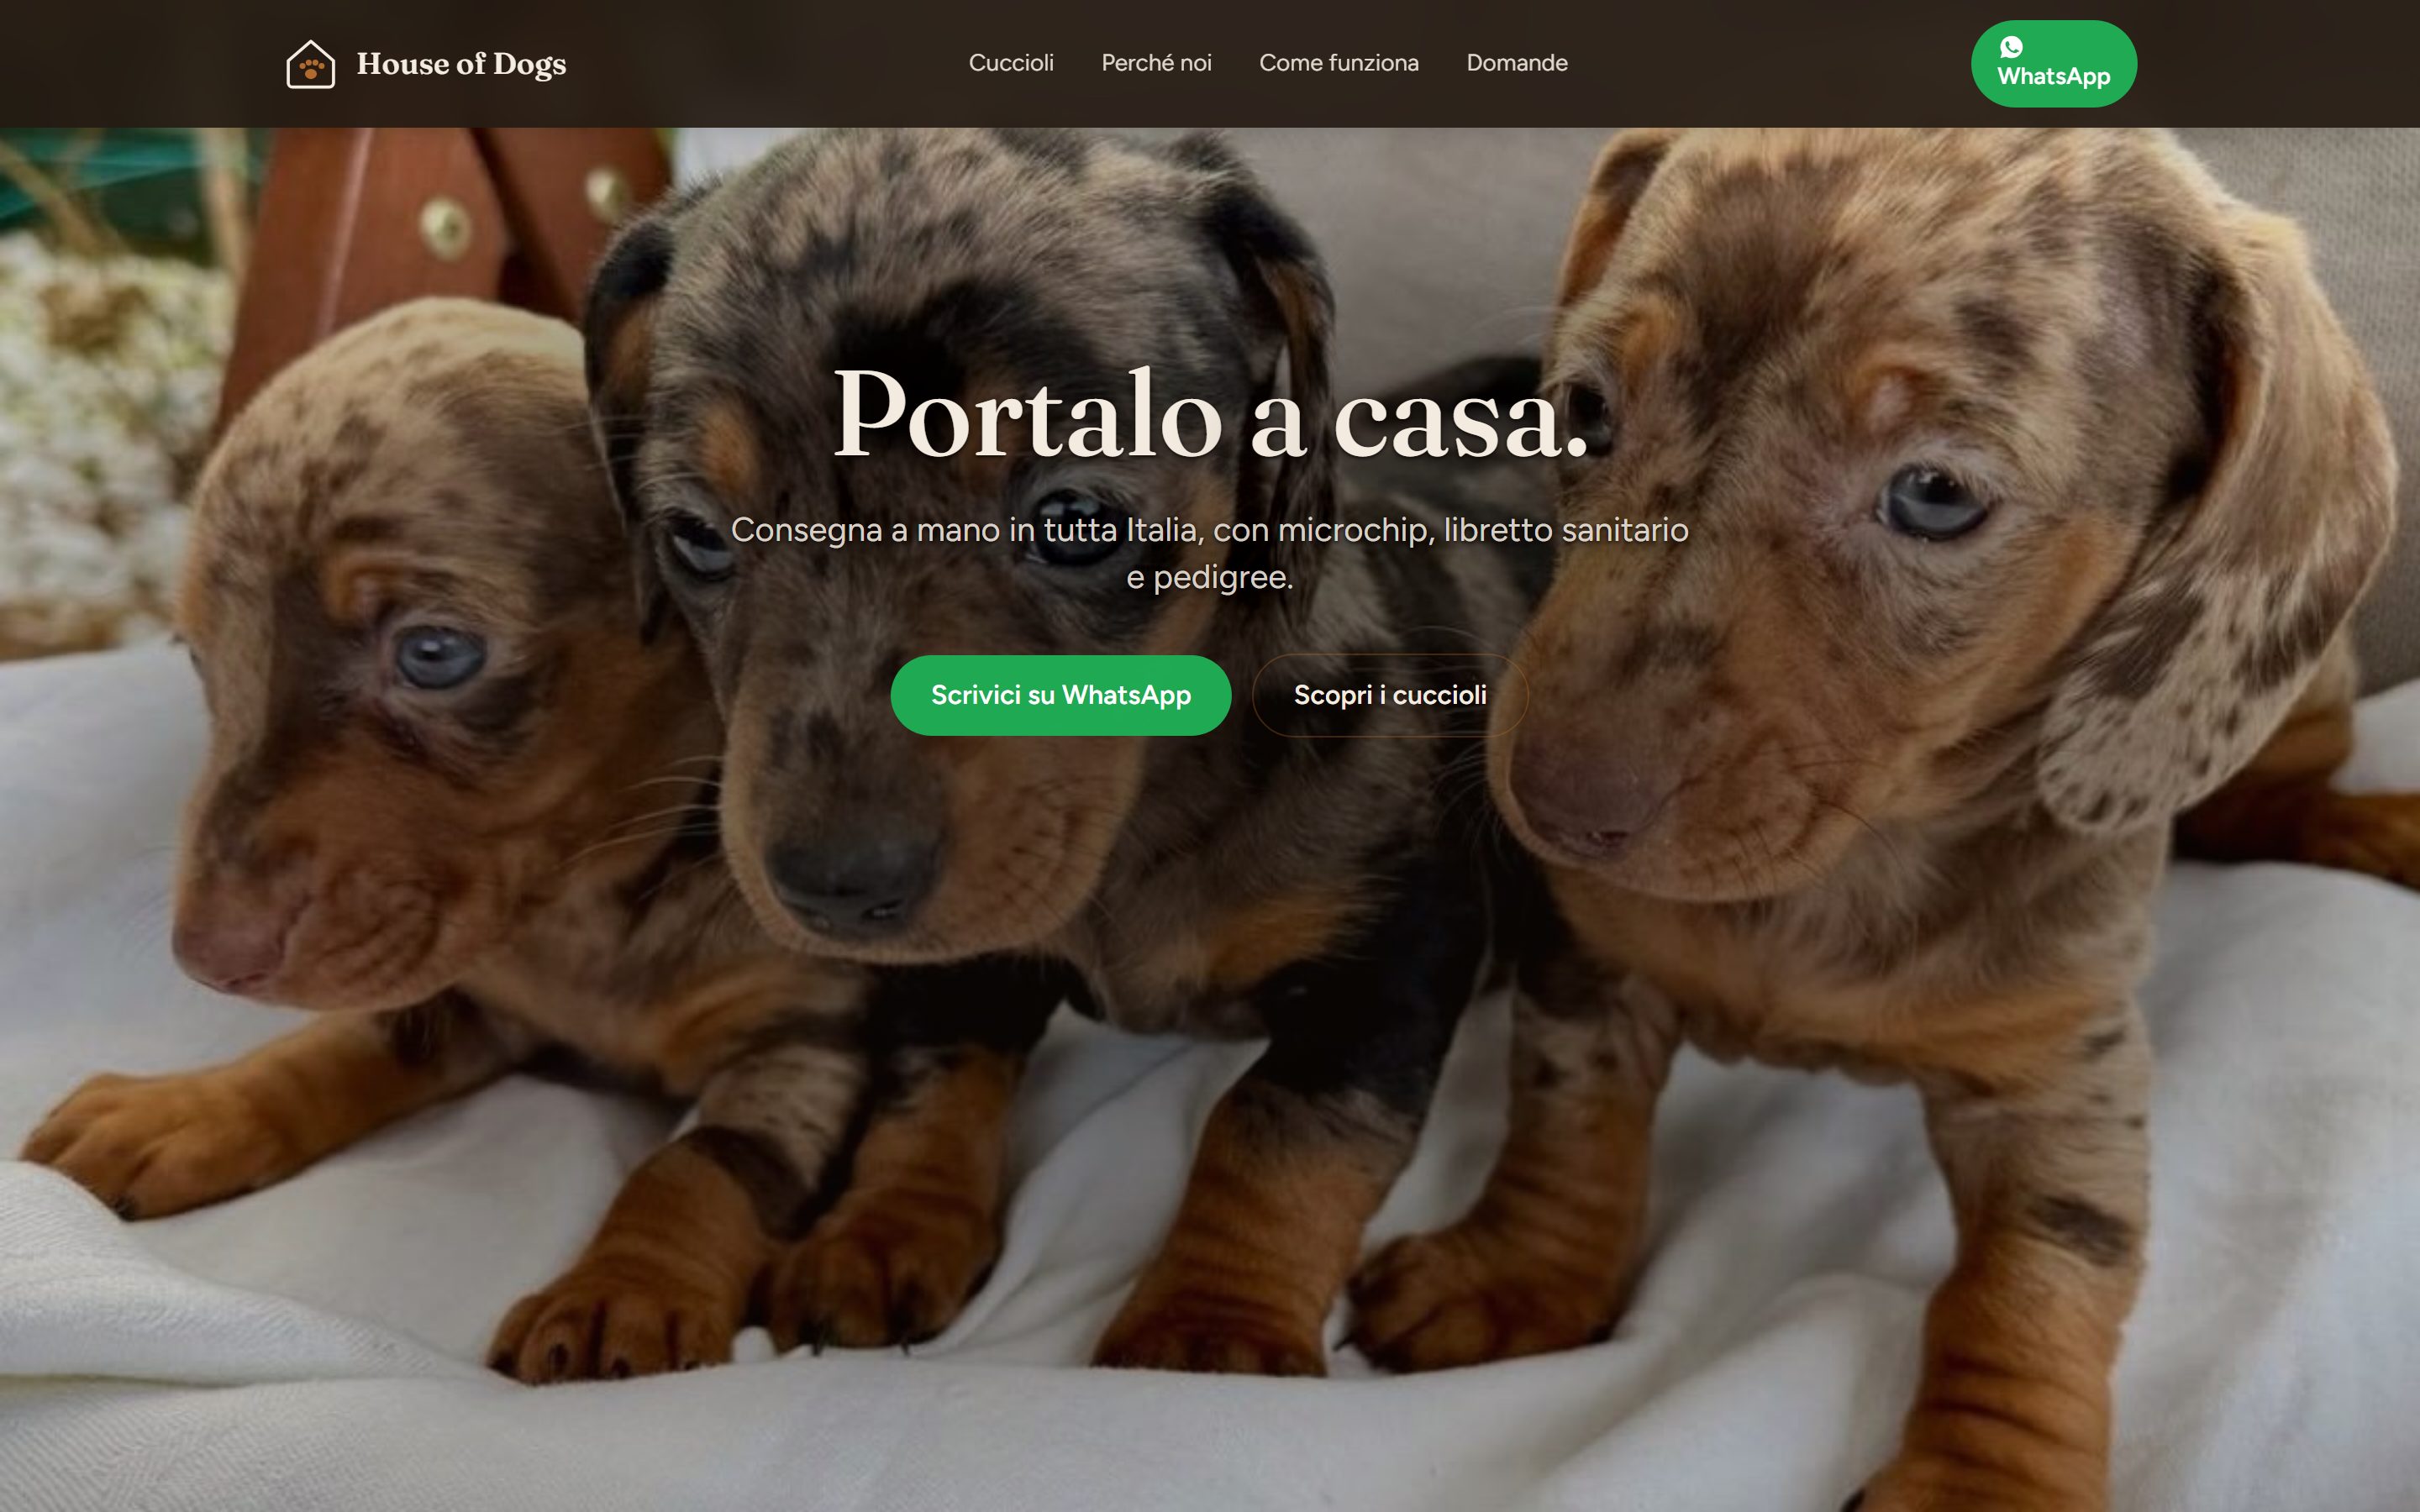 House of Dogs
Cuccioli
Perché noi
Come funziona
Domande
WhatsApp
Portalo a casa.
Consegna a mano in tutta Italia, con microchip, libretto sanitario
e pedigree.
Scrivici su WhatsApp
Scopri i cuccioli